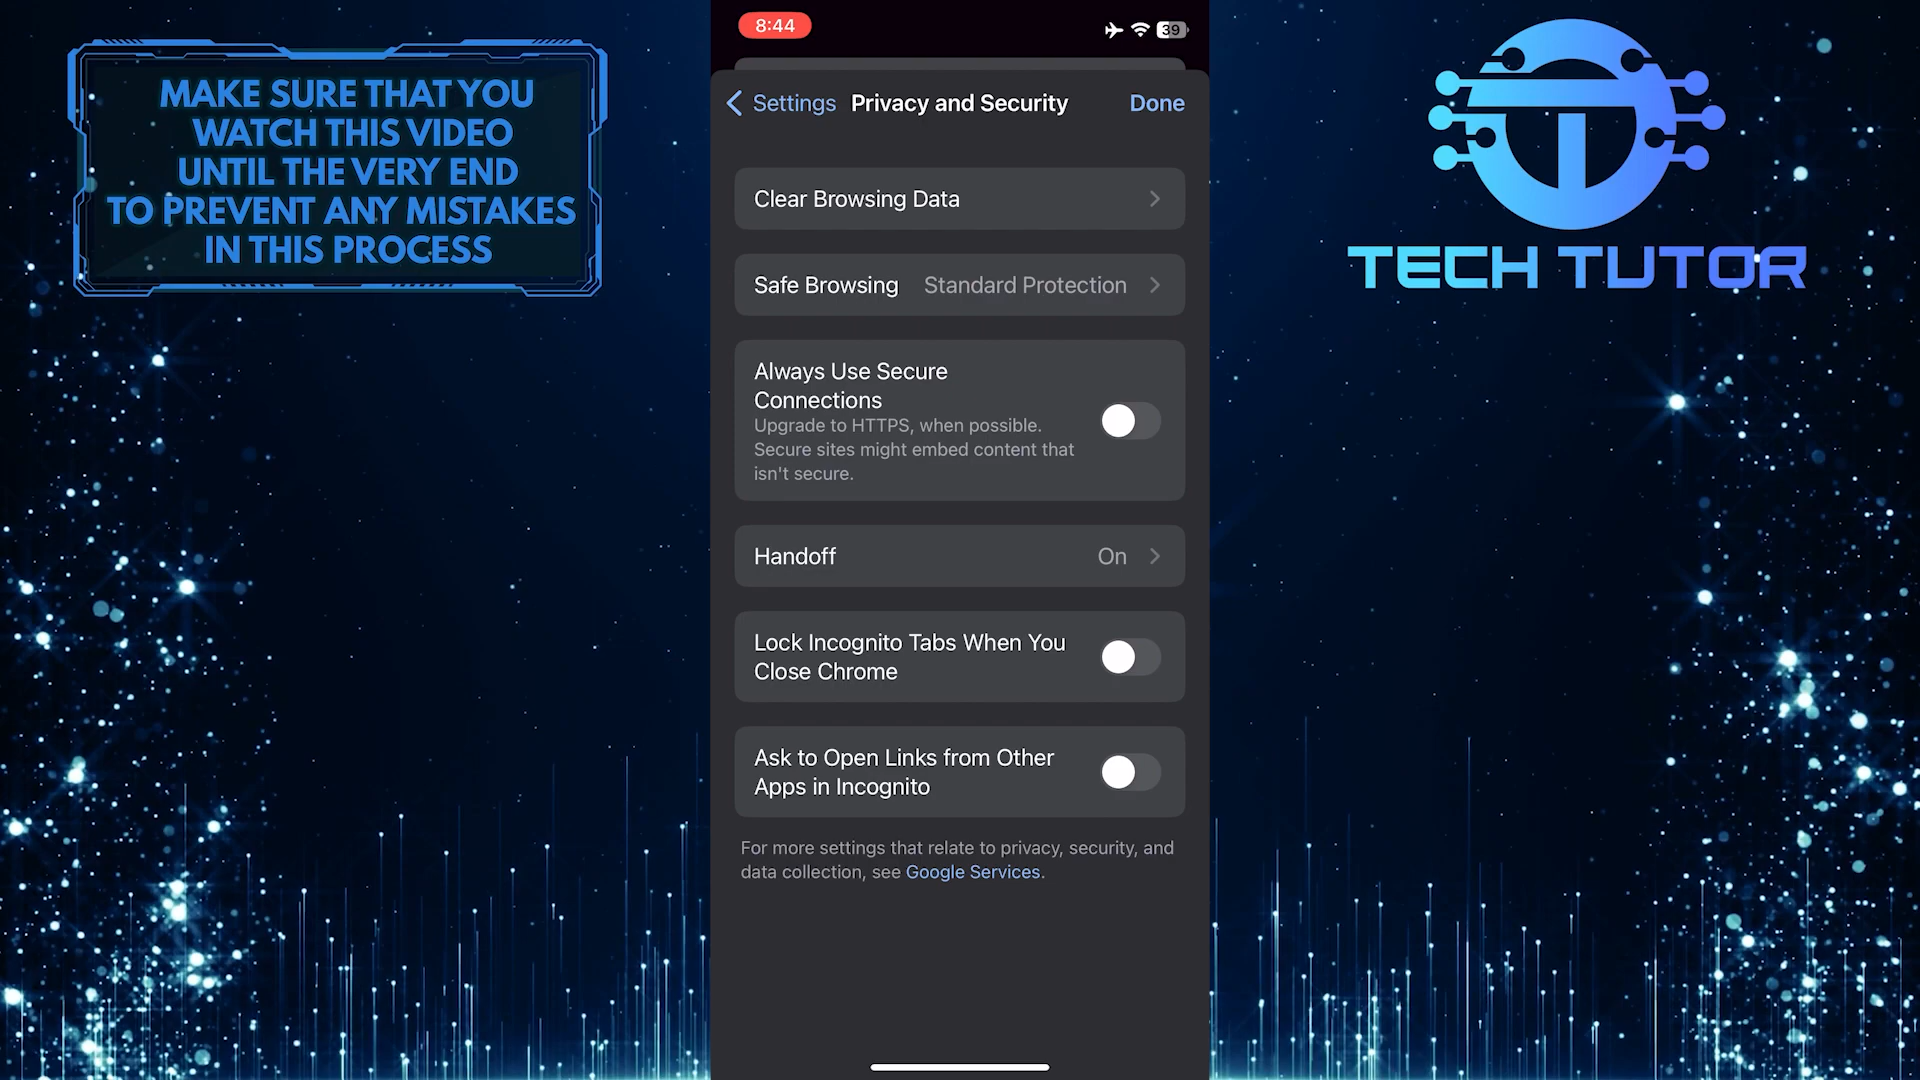 MAKE SURE THAT YOU
WATCH THIS VIDEO
UNTIL THE VERY END
TO PREVENT ANY MISTAKES
IN THIS PROCESS
8:44
39
Settings Privacy and Security Done
Clear Browsing Data
Safe Browsing Standard Protection
Always Use Secure
Connections
Upgrade to HTTPS, when possible.
Secure sites might embed content that
isn't secure.
Handoff On
Lock Incognito Tabs When You
Close Chrome
Ask to Open Links from Other
Apps in Incognito
For more settings that relate to privacy, security, and
data collection, see Google Services.
TECH TUTOR